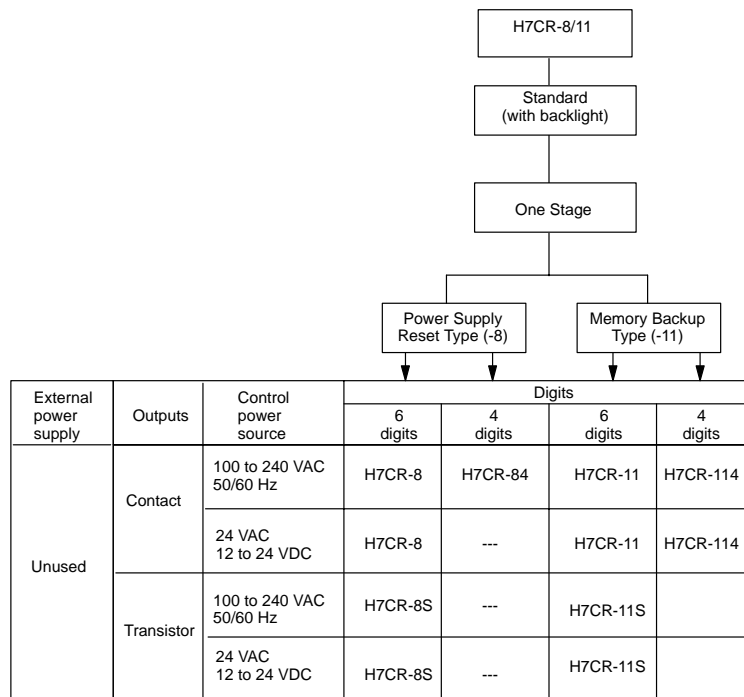 H7CR-8/11
Standard
(with backlight)
One Stage
Power Supply
Reset Type (-8)
Memory Backup
Type (-11)
External
power
supply
Outputs
Control
power
source
Digits
6
digits
4
digits
6
digits
4
digits
Unused
Contact
100 to 240 VAC
50/60 Hz
H7CR-8
H7CR-84
H7CR-11
H7CR-114
24 VAC
12 to 24 VDC
H7CR-8
---
H7CR-11
H7CR-114
Transistor
100 to 240 VAC
50/60 Hz
H7CR-8S
---
H7CR-11S
24 VAC
12 to 24 VDC
H7CR-8S
---
H7CR-11S